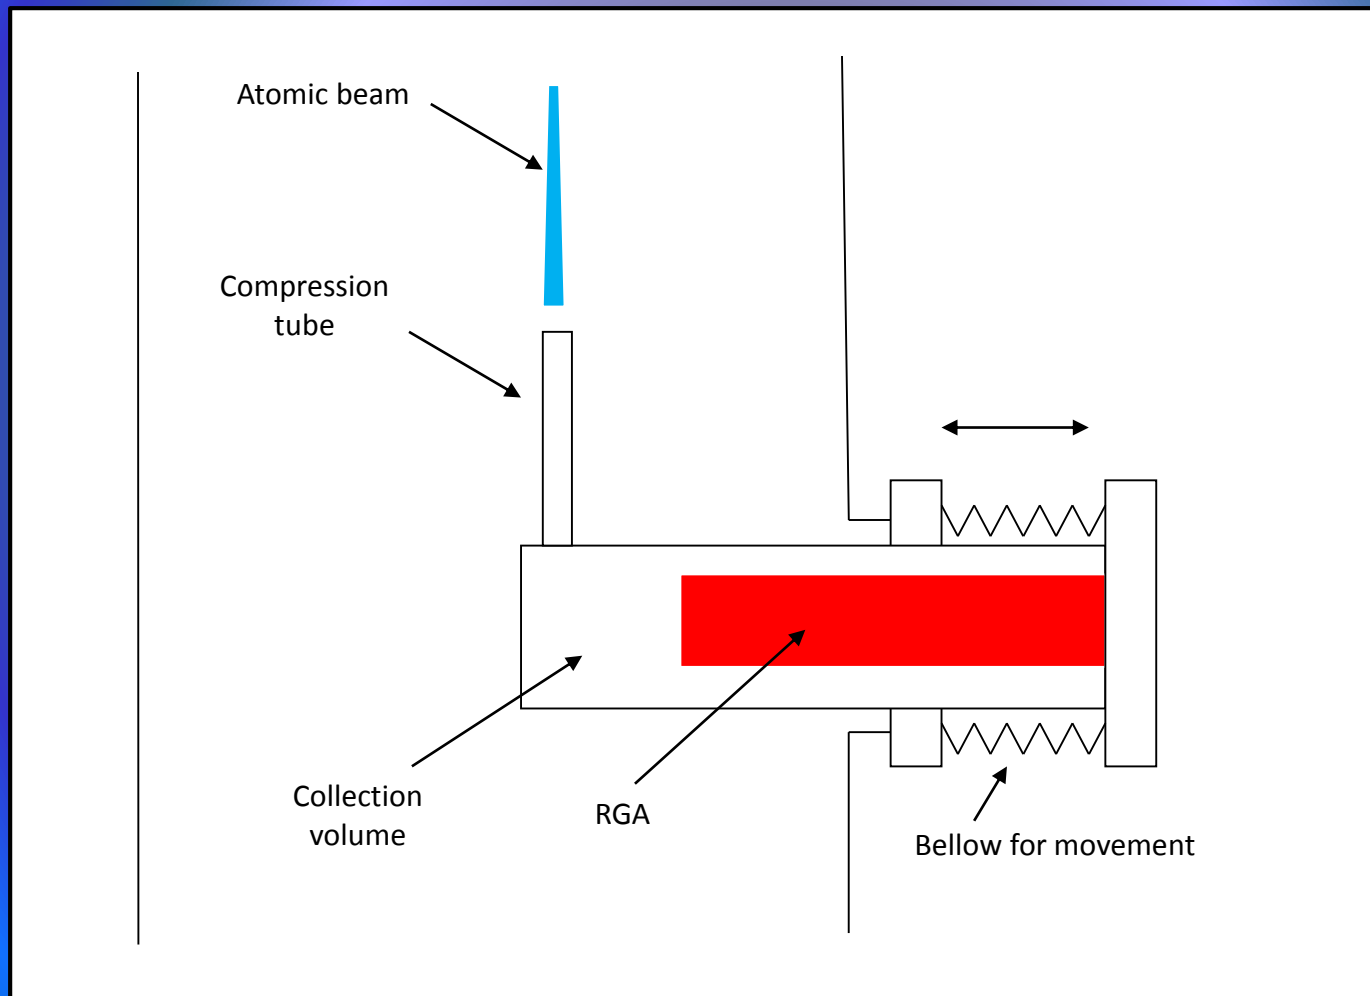 Atomic beam
Compression
tube
Collection
volume
RGA
Bellow for movement